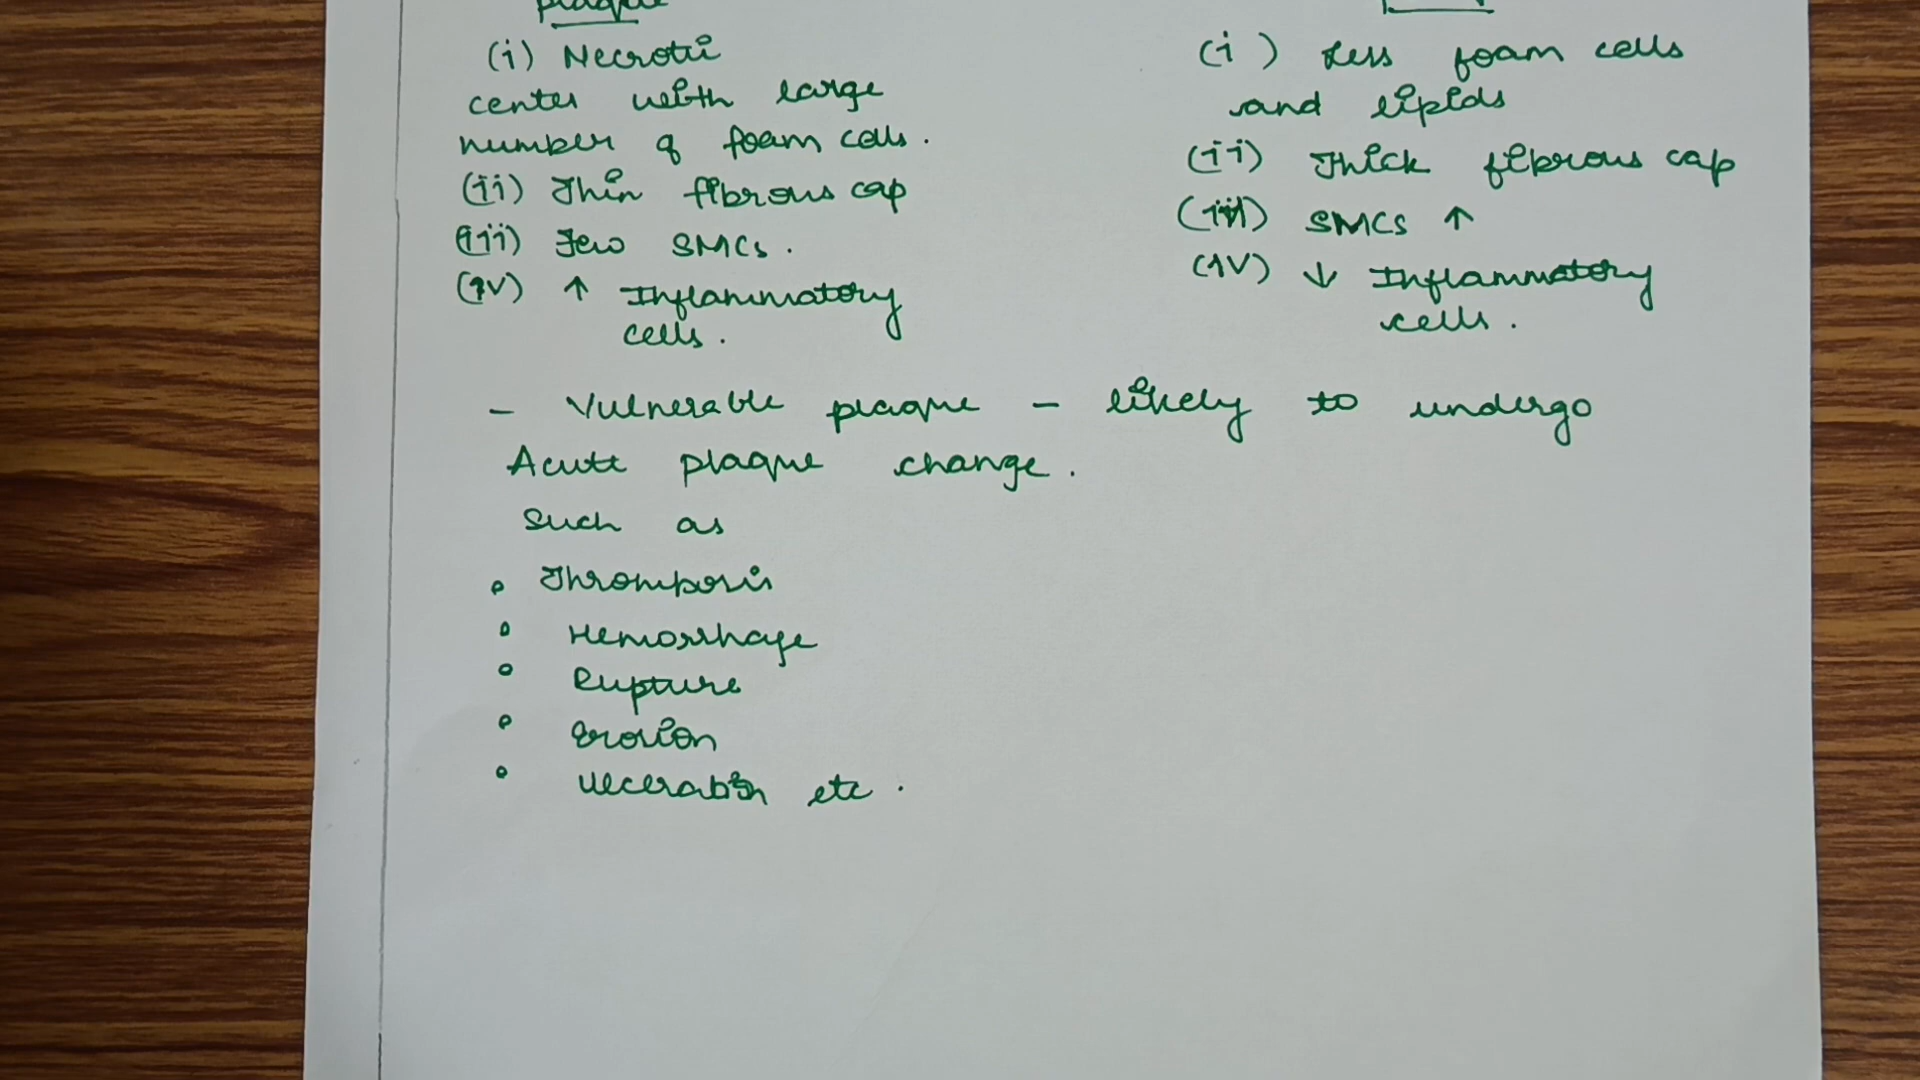 plaque
(i) Necrotic
center with large
number of foam cells.
(ii) Thin fibrous cap
(iii) Few SMCs.
(iv) ↑ Inflammatory
cells.
(i) Less foam cells
and lipids
(ii) Thick fibrous cap
(iii) SMCs ↑
(iv) ↓ Inflammatory
cells.
- Vulnerable plaque - likely to undergo
Acute plaque change.
Such as
• Thrombosis
• Hemorrhage
• Rupture
• Erosion
• Ulceration etc.